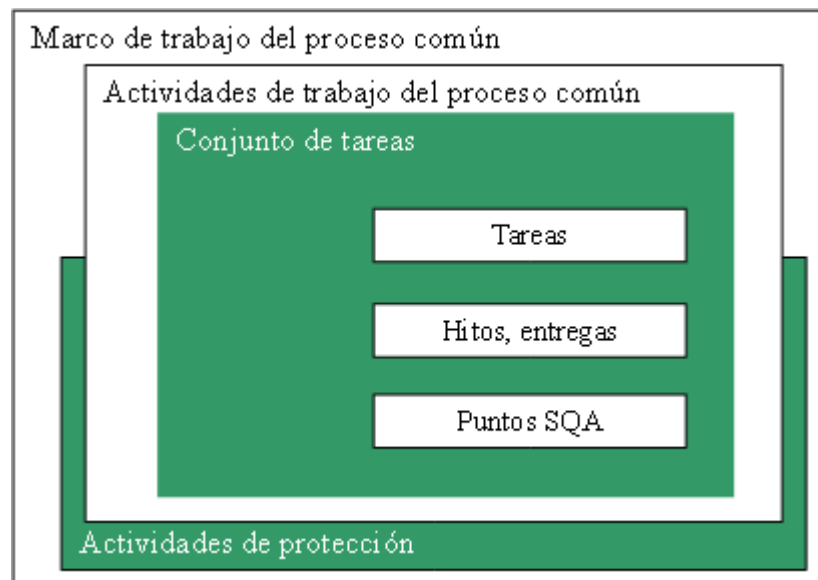 Marco de trabajo del proceso común
Actividades de trabajo del proceso común
Conjunto de tareas
Tareas
Hitos, entregas
Puntos SQA
Actividades de protección